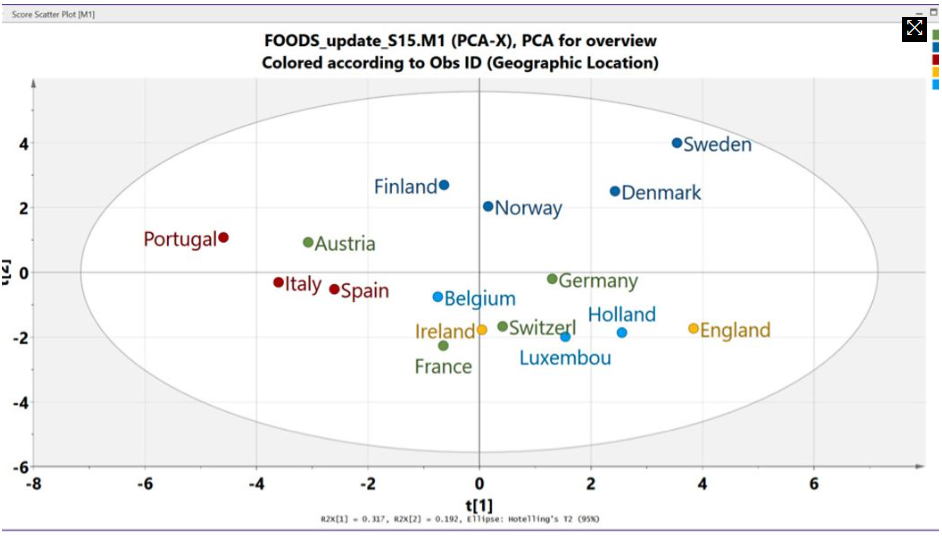 Score Scatter Plot [M1]
FOODS_update_S15.M1 (PCA-X), PCA for overview
Colored according to Obs ID (Geographic Location)
4
Sweden
Finland
Denmark
2
Norway
Portugal
Austria
t[2]
0
Italy
Germany
Spain
Belgium
Holland
-2
Ireland
Switzerl
England
Luxembou
France
-4
-6
-8 -6 -4 -2 0 2 4 6
t[1]
R2X[1] = 0.317, R2X[2] = 0.192, Ellipse: Hotelling's T2 (95%)